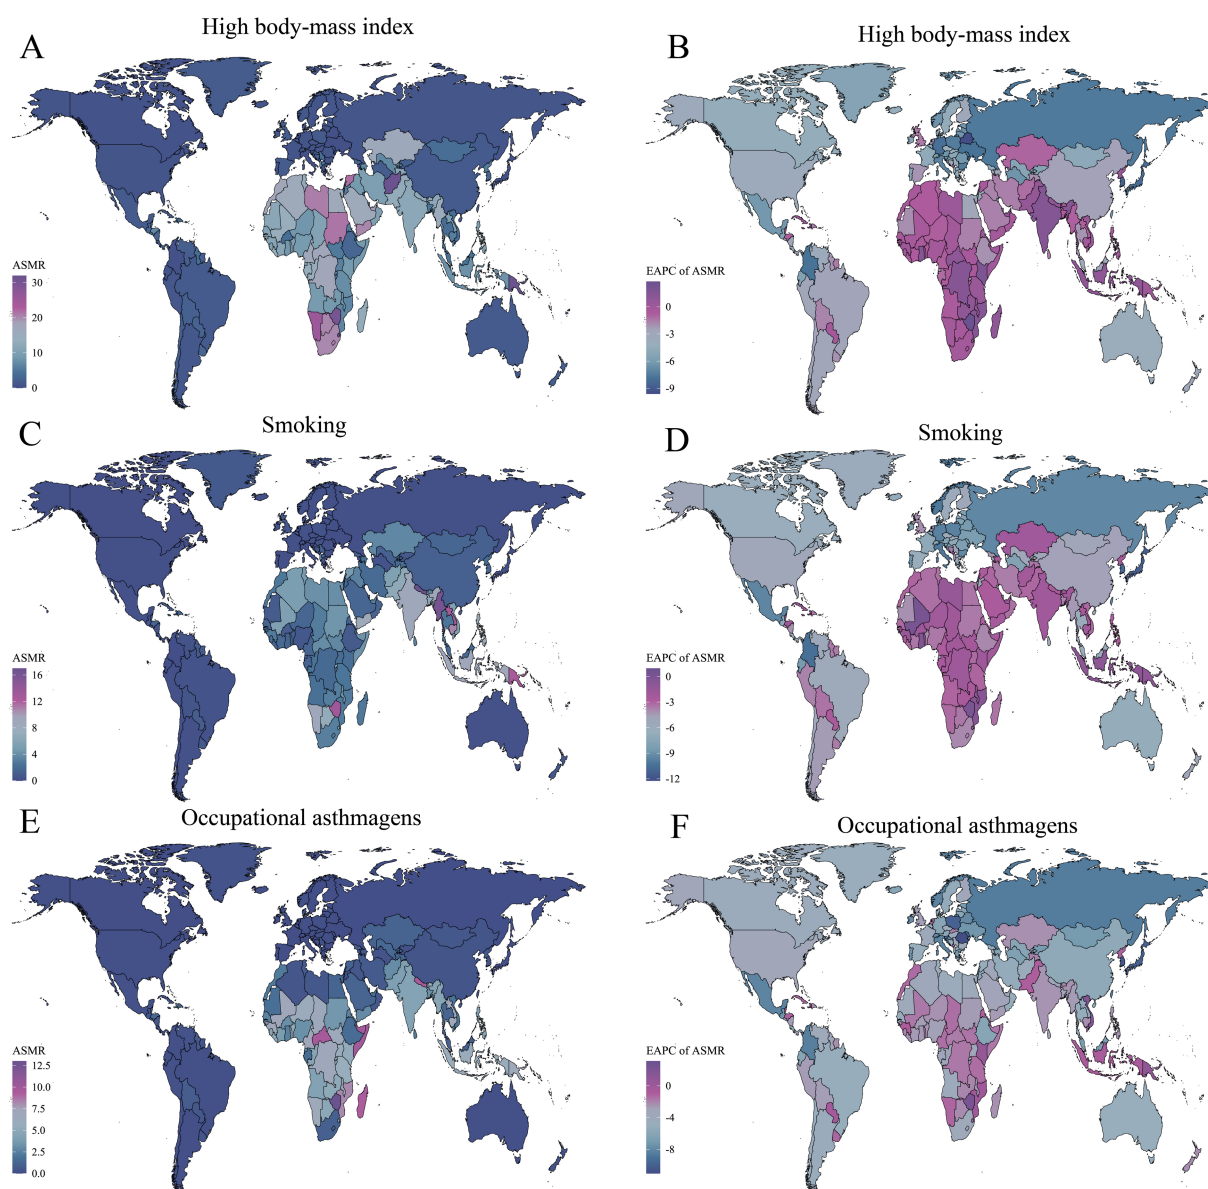 A
High body-mass index
ASMR
30
20
10
0
B
High body-mass index
EAPC of ASMR
0
-3
-6
-9
C
Smoking
ASMR
16
12
8
4
0
D
Smoking
EAPC of ASMR
0
-3
-6
-9
-12
E
Occupational asthmagens
ASMR
12.5
10.0
7.5
5.0
2.5
0.0
F
Occupational asthmagens
EAPC of ASMR
0
-4
-8